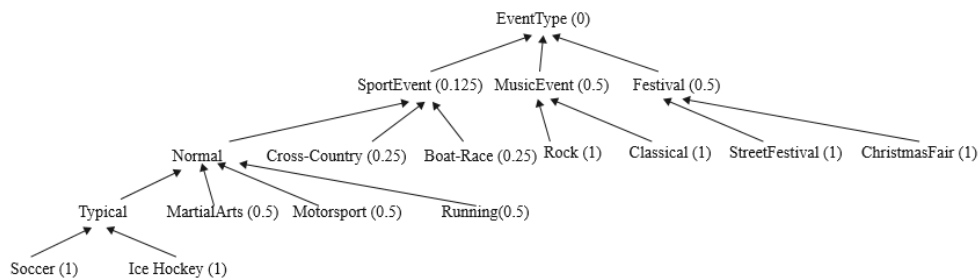 EventType (0)
SportEvent (0.125) MusicEvent (0.5) Festival (0.5)
Normal Cross-Country (0.25) Boat-Race (0.25) Rock (1) Classical (1) StreetFestival (1) ChristmasFair (1)
Typical MartialArts (0.5) Motorsport (0.5) Running(0.5)
Soccer (1) Ice Hockey (1)